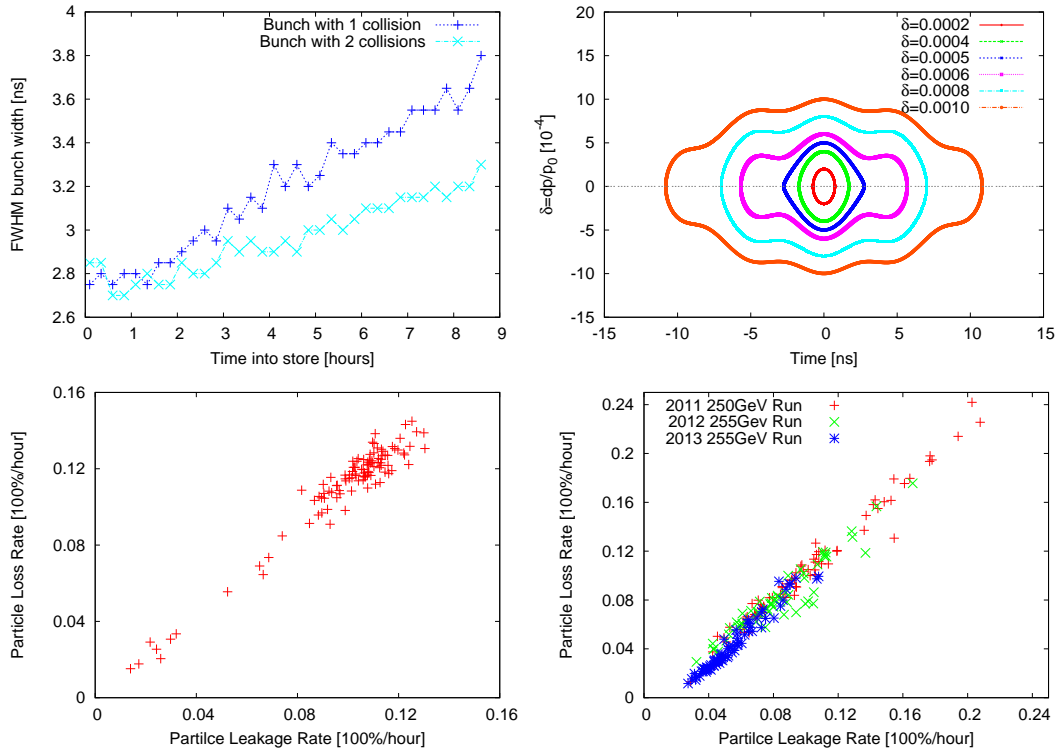 Bunch with 1 collision
Bunch with 2 collisions
FWHM bunch width [ns]
3.8
3.6
3.4
3.2
3
2.8
2.6
0 1 2 3 4 5 6 7 8 9
Time into store [hours]
δ=0.0002
δ=0.0004
δ=0.0005
δ=0.0006
δ=0.0008
δ=0.0010
δ=dp/p0 [10-4]
20
15
10
5
0
-5
-10
-15
-15 -10 -5 0 5 10 15
Time [ns]
Particle Loss Rate [100%/hour]
0.16
0.12
0.08
0.04
0
0 0.04 0.08 0.12 0.16
Partilce Leakage Rate [100%/hour]
2011 250GeV Run
2012 255GeV Run
2013 255GeV Run
Particle Loss Rate [100%/hour]
0.24
0.2
0.16
0.12
0.08
0.04
0
0.04 0.08 0.12 0.16 0.2 0.24
Partilce Leakage Rate [100%/hour]